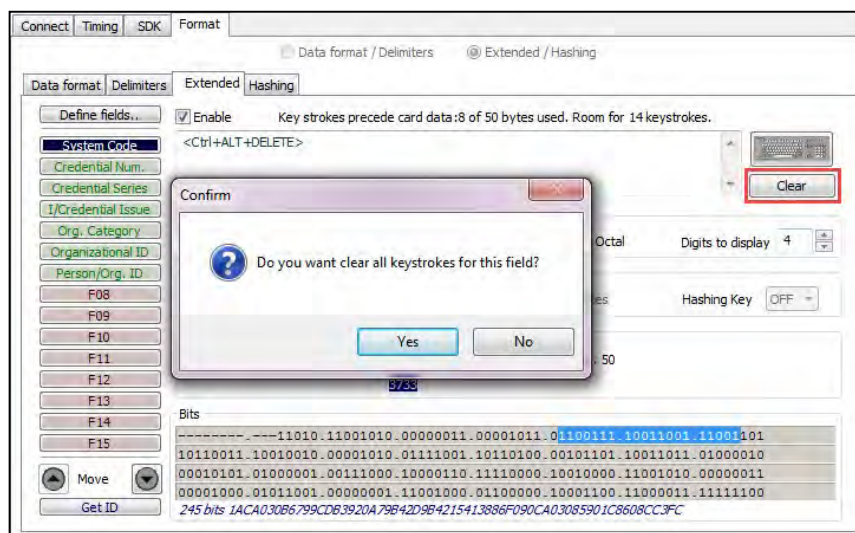 Connect Timing SDK Format
Data format / Delimiters Extended / Hashing
Data format Delimiters Extended Hashing
Define fields.. Enable Key strokes precede card data:8 of 50 bytes used. Room for 14 keystrokes.
System Code <Ctrl+ALT+DELETE>
Credential Num.
Credential Series Confirm Clear
I/Credential Issue
Org. Category Octal Digits to display 4
Organizational ID Do you want clear all keystrokes for this field?
Person/Org. ID
F08 Hashing Key OFF
F09
F10 Yes No
F11 . 50
F12 3733
F13
F14 Bits
F15 --------.---11010.11001010.00000011.00001011.01100111.10011001.11001101
10110011.10010010.00001010.01111001.10110100.00101101.10011011.01000010
Move 00010101.01000001.00111000.10000110.11110000.10010000.11001010.00000011
00001000.01011001.00000001.11001000.01100000.10001100.11000011.11111100
Get ID 245 bits 1ACA030B6799CDB3920A79B42D9B4215413886F090CA03085901C8608CC3FC